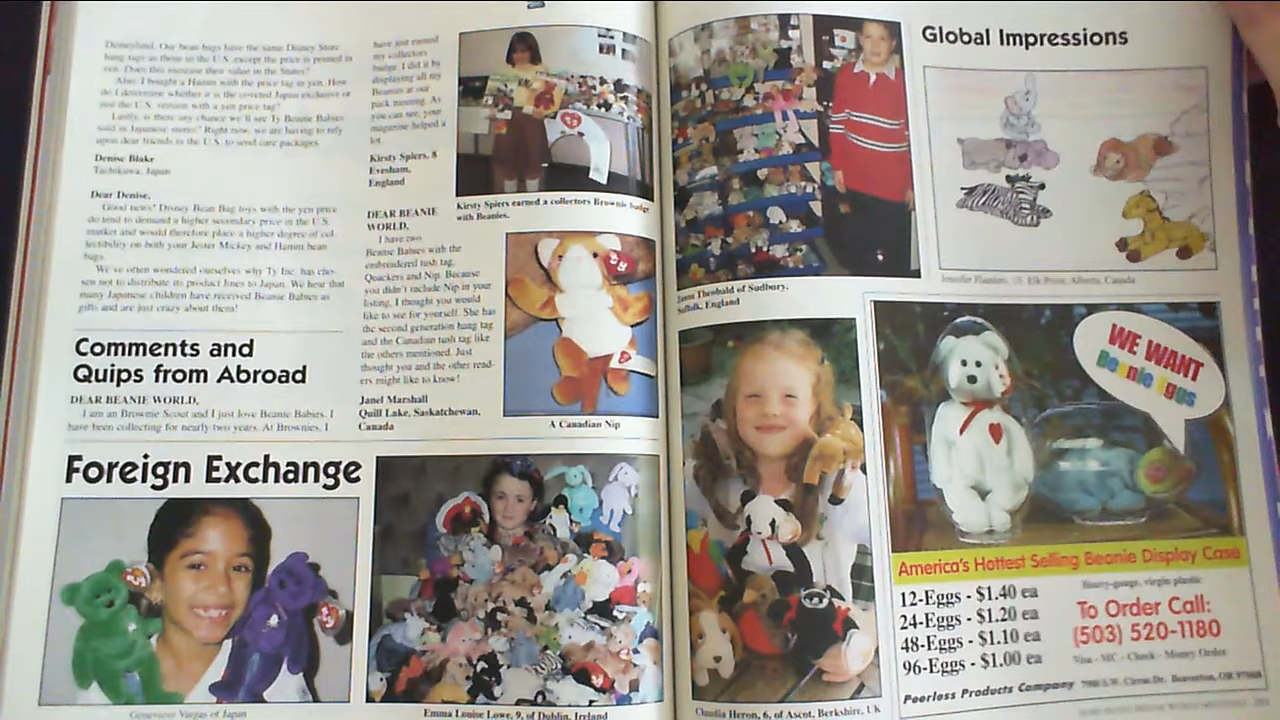 Disneyland. Our bean bags have the same Disney Store
hang tags as those in the U.S. except the price is printed in
yen. Does this increase their value in the States?
Also, I bought a Hamm with the price tag in yen. How
do I determine whether it is the coveted Japan exclusive or
just the U.S. version with a yen price tag?
Lastly, is there any chance we'll see Ty Beanie Babies
sold in Japanese stores? Right now, we are having to rely
upon dear friends in the U.S. to send care packages.
Denise Blake
Tachikawa, Japan
Dear Denise,
Good news! Disney Bean Bag toys with the yen price
do tend to demand a higher secondary price in the U.S.
market and would therefore place a higher degree of col-
lectibility on both your Jester Mickey and Hamm bean
bags.
We've often wondered ourselves why Ty Inc. has cho-
sen not to distribute its product lines to Japan. We hear that
many Japanese children have received Beanie Babies as
gifts and are just crazy about them!
Comments and
Quips from Abroad
DEAR BEANIE WORLD,
I am an Brownie Scout and I just love Beanie Babies. I
have been collecting for nearly two years. At Brownies, I
have just earned
my collectors
badge. I did it by
displaying all my
Beanies at our
pack meeting. As
you can see, your
magazine helped a
lot.
Kirsty Spiers, 8
Evesham,
England
DEAR BEANIE
WORLD,
I have two
Beanie Babies with the
embroidered tush tag,
Quackers and Nip. Because
you didn't include Nip in your
listing, I thought you would
like to see for yourself. She has
the second generation hang tag
and the Canadian tush tag like
the others mentioned. Just
thought you and the other read-
ers might like to know!
Janel Marshall
Quill Lake, Saskatchewan,
Canada
Kirsty Spiers earned a collectors Brownie badge
with Beanies.
A Canadian Nip
Foreign Exchange
Genevieve Vargas of Japan
Emma Louise Lowe, 9, of Dublin, Ireland
Theobald of Sudbury,
Suffolk, England
Claudia Heron, 6, of Ascot, Berkshire, UK
Global Impressions
Jennifer Elk Point, Alberta, Canada
WE WANT
Beanie Eggs
America's Hottest Selling Beanie Display Case
12-Eggs - $1.40 ea
24-Eggs - $1.20 ea
48-Eggs - $1.10 ea
96-Eggs - $1.00 ea
Heavy-gauge, virgin plastic
To Order Call:
(503) 520-1180
Visa - MC - Check - Money Order
Peerless Products Company S.W. Cirrus Dr. Beaverton, OR